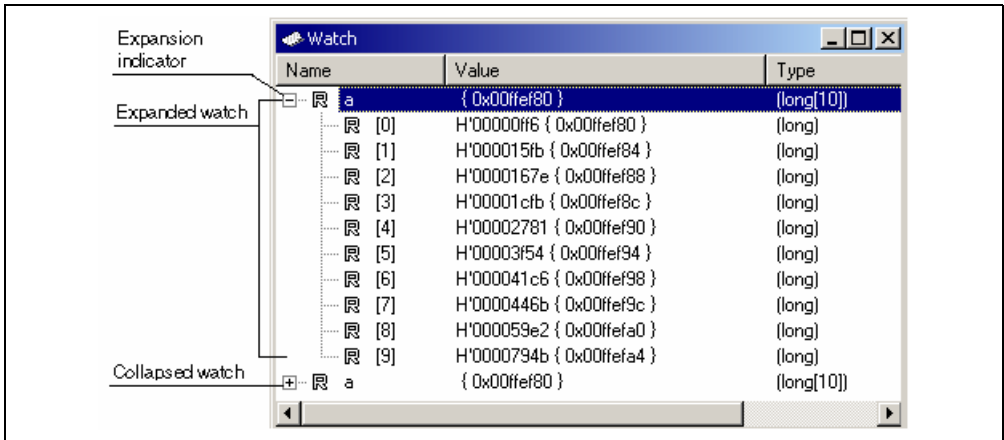 Expansion
indicator
Expanded watch
Collapsed watch
Watch
Name Value Type
R a { 0x00ffef80 } (long[10])
R [0] H'00000ff6 { 0x00ffef80 } (long)
R [1] H'000015fb { 0x00ffef84 } (long)
R [2] H'0000167e { 0x00ffef88 } (long)
R [3] H'00001cfb { 0x00ffef8c } (long)
R [4] H'00002781 { 0x00ffef90 } (long)
R [5] H'00003f54 { 0x00ffef94 } (long)
R [6] H'000041c6 { 0x00ffef98 } (long)
R [7] H'0000446b { 0x00ffef9c } (long)
R [8] H'000059e2 { 0x00ffefa0 } (long)
R [9] H'0000794b { 0x00ffefa4 } (long)
R a { 0x00ffef80 } (long[10])